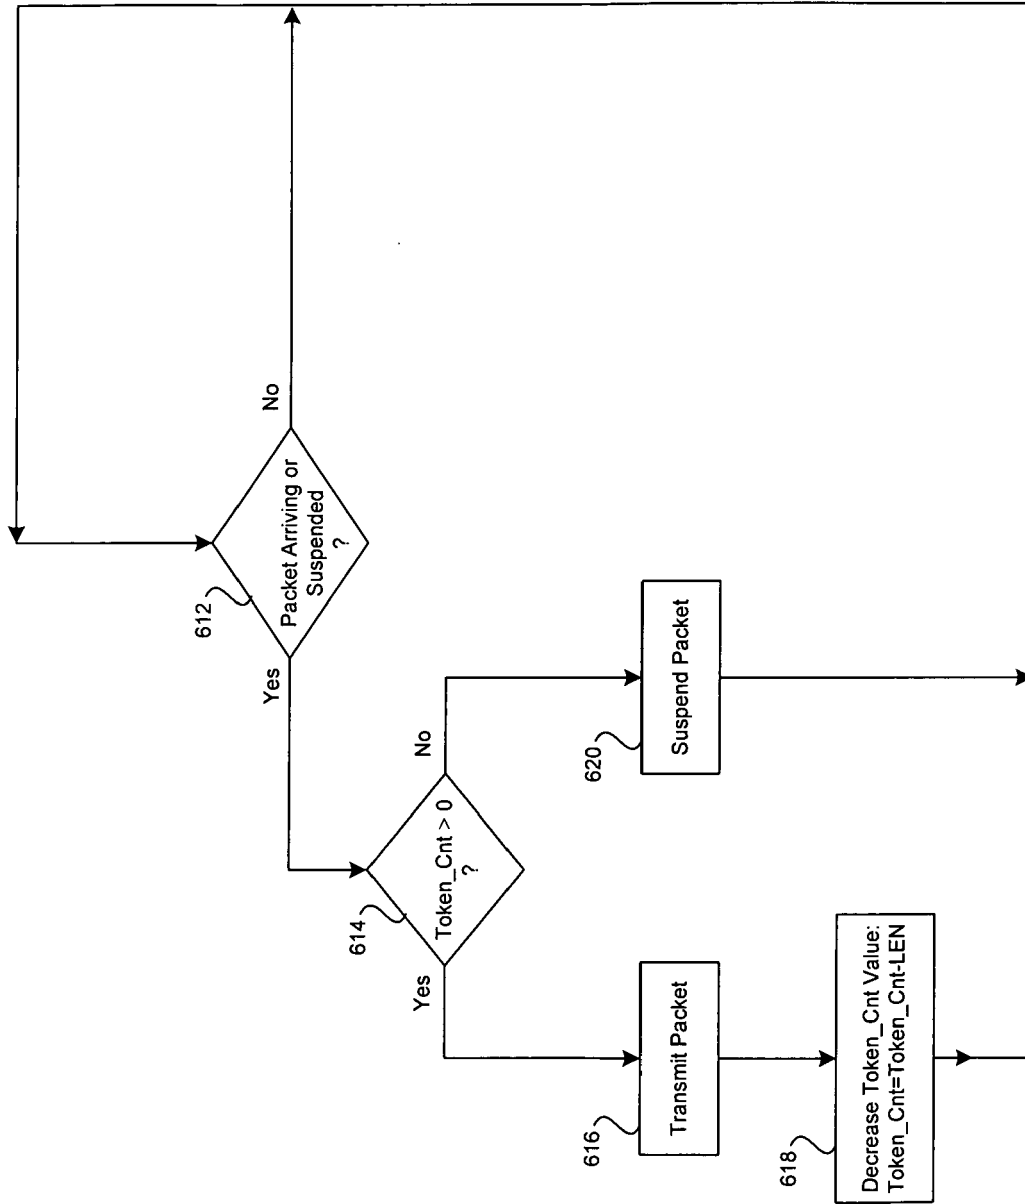 612
Packet Arriving or
Suspended
?
No
Yes
614
Token_Cnt > 0
?
No
Yes
620
Suspend Packet
616
Transmit Packet
618
Decrease Token_Cnt Value:
Token_Cnt=Token_Cnt-LEN